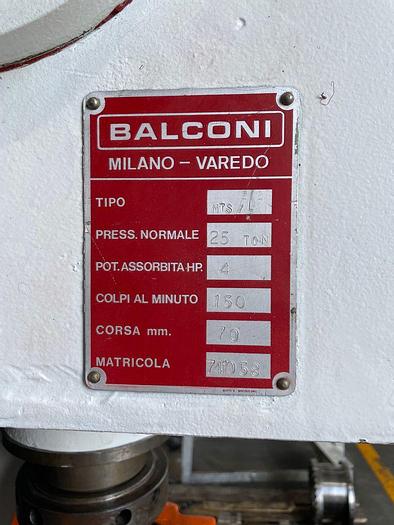 BALCONI
MILANO – VAREDO
TIPO MTS/
PRESS. NORMALE 25 TON
POT. ASSORBITA HP. 4
COLPI AL MINUTO 150
CORSA mm. 70
MATRICOLA